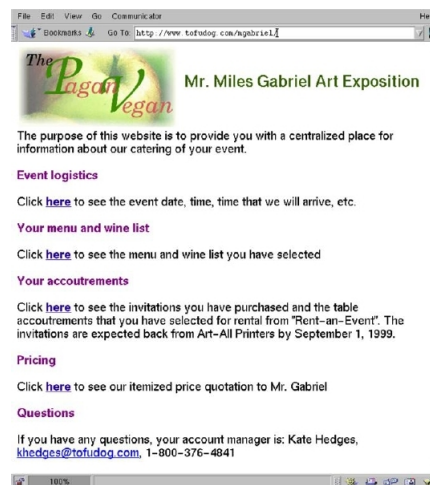 File Edit View Go Communicator He
Bookmarks Go To: http://www.tofudog.com/mgabriel/
The
Pagan
Vegan
Mr. Miles Gabriel Art Exposition
The purpose of this website is to provide you with a centralized place for
information about our catering of your event.
Event logistics
Click here to see the event date, time, time that we will arrive, etc.
Your menu and wine list
Click here to see the menu and wine list you have selected
Your accoutrements
Click here to see the invitations you have purchased and the table
accoutrements that you have selected for rental from "Rent-an-Event". The
invitations are expected back from Art-All Printers by September 1, 1999.
Pricing
Click here to see our itemized price quotation to Mr. Gabriel
Questions
If you have any questions, your account manager is: Kate Hedges,
khedges@tofudog.com, 1-800-376-4841
100%